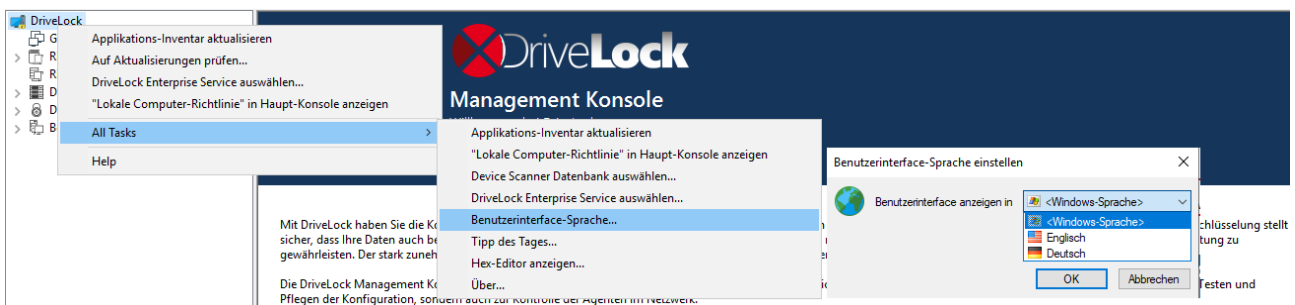 DriveLock
G
R
R
D
D
B
Applikations-Inventar aktualisieren
Auf Aktualisierungen prüfen...
DriveLock Enterprise Service auswählen...
"Lokale Computer-Richtlinie" in Haupt-Konsole anzeigen
All Tasks
Help
DriveLock
Management Konsole
Applikations-Inventar aktualisieren
"Lokale Computer-Richtlinie" in Haupt-Konsole anzeigen
Device Scanner Datenbank auswählen...
DriveLock Enterprise Service auswählen...
Benutzerinterface-Sprache...
Tipp des Tages...
Hex-Editor anzeigen...
Über...
Benutzerinterface-Sprache einstellen
Benutzerinterface anzeigen in
<Windows-Sprache>
<Windows-Sprache>
Englisch
Deutsch
OK
Abbrechen
Mit DriveLock haben Sie die Ko
chlüsselung stellt
sicher, dass Ihre Daten auch be
tung zu
gewährleisten. Der stark zuneh
Die DriveLock Management Ko
Testen und
Pflegen der Konfiguration, sondern auch zur Kontrolle der Agenten im Netzwerk.